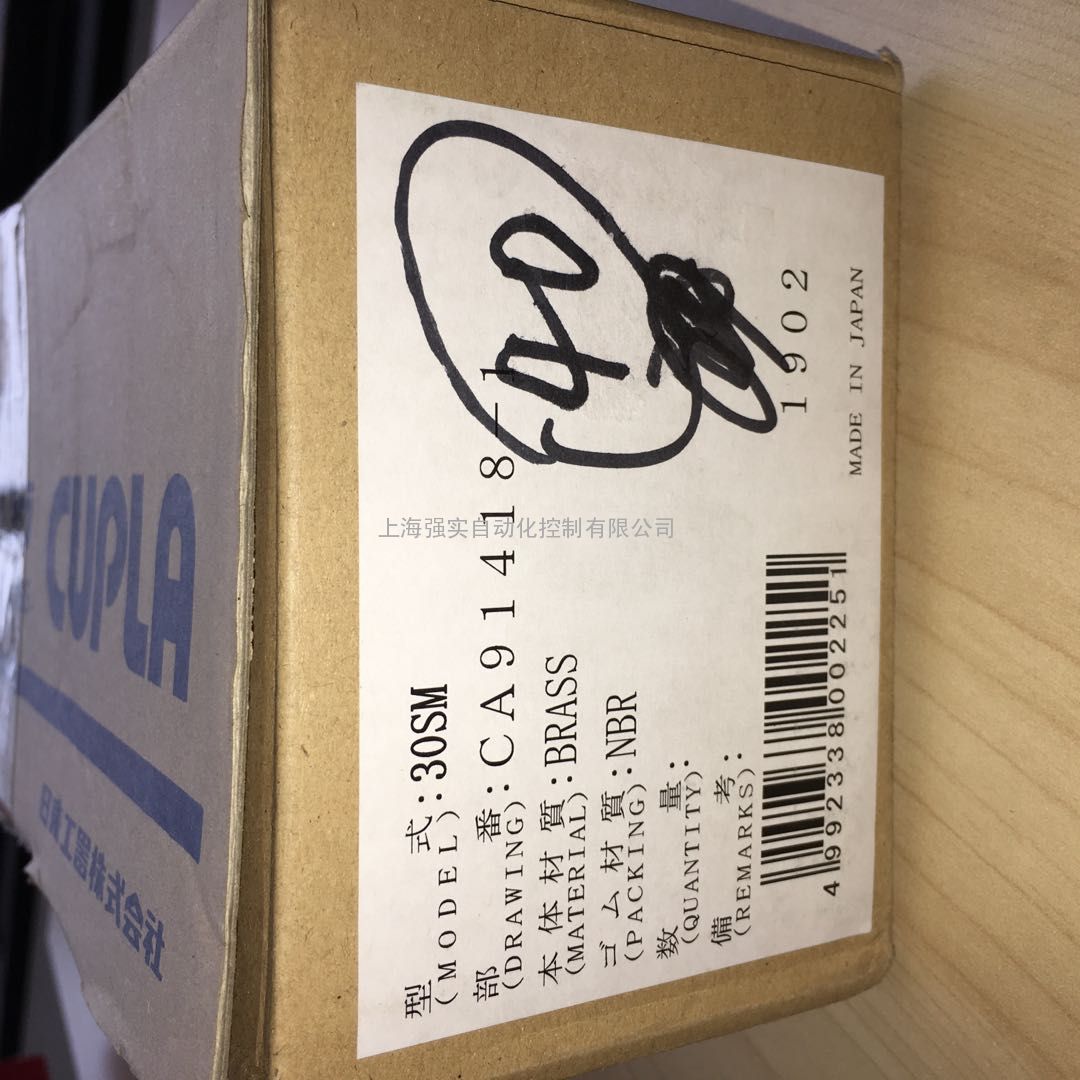 CUPLA
日東工器株式会社
型 式:30SM
(MODEL)
部 番:CA91418-1
(DRAWING)
本体材質:BRASS
(MATERIAL)
ゴム材質:NBR
(PACKING)
数 量:
(QUANTITY)
備 考:
(REMARKS)
40
1902
4992338002251
MADE IN JAPAN
上海强实自动化控制有限公司